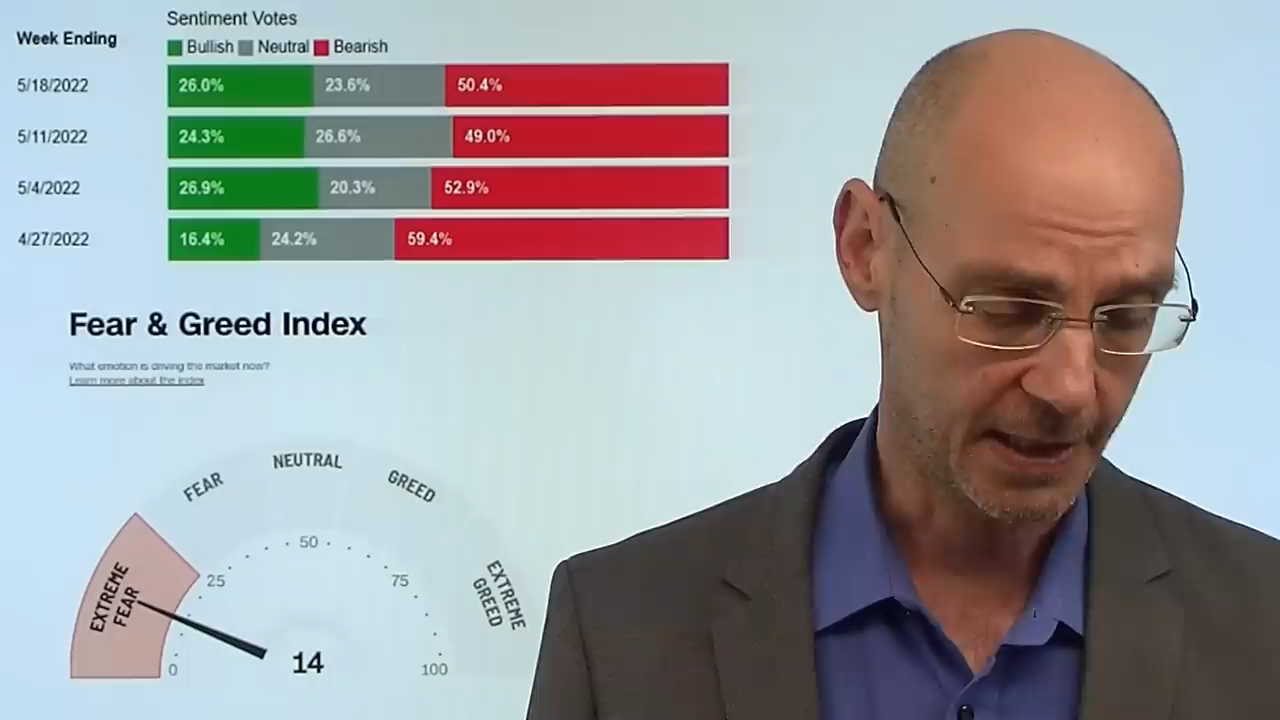 Sentiment Votes
Week Ending
Bullish Neutral Bearish
5/18/2022 26.0% 23.6% 50.4%
5/11/2022 24.3% 26.6% 49.0%
5/4/2022 26.9% 20.3% 52.9%
4/27/2022 16.4% 24.2% 59.4%
Fear & Greed Index
What emotion is driving the market now?
Learn more about the index
EXTREME FEAR
FEAR
NEUTRAL
GREED
EXTREME GREED
0
25
50
75
100
14